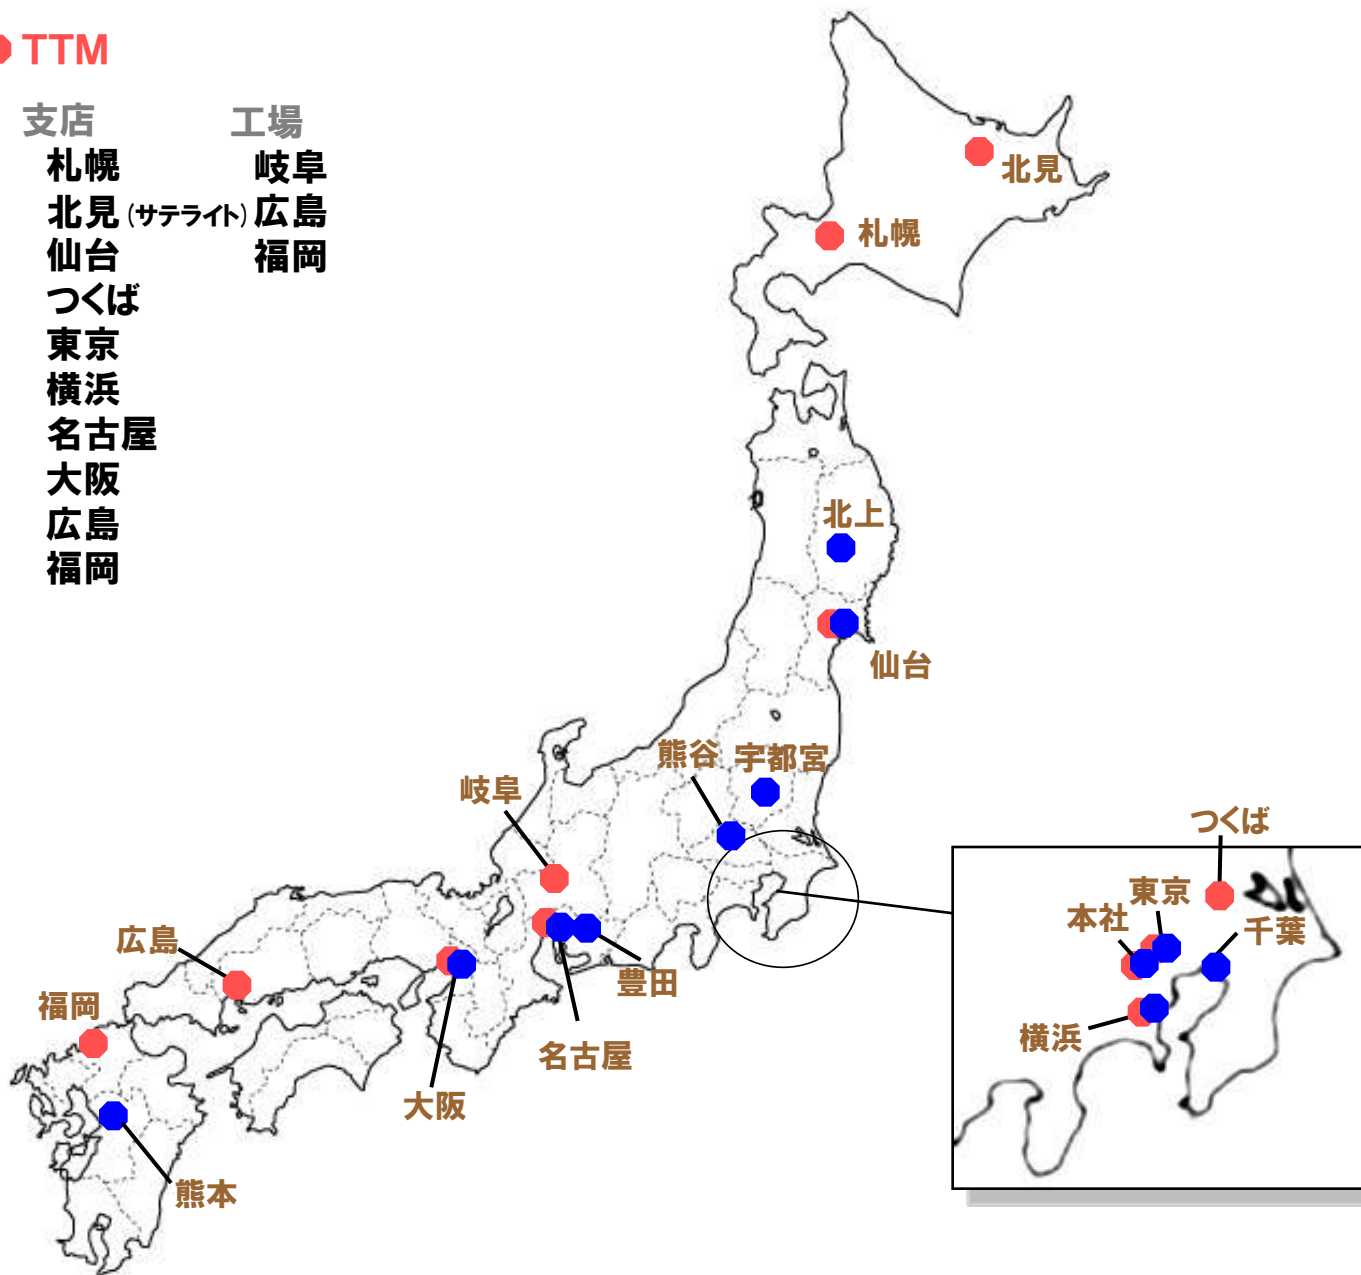 TTM
支店
札幌
北見(サテライト)
仙台
つくば
東京
横浜
名古屋
大阪
広島
福岡
工場
岐阜
広島
福岡
北見
札幌
北上
仙台
熊谷
宇都宮
岐阜
広島
福岡
豊田
名古屋
大阪
熊本
つくば
東京
本社
千葉
横浜